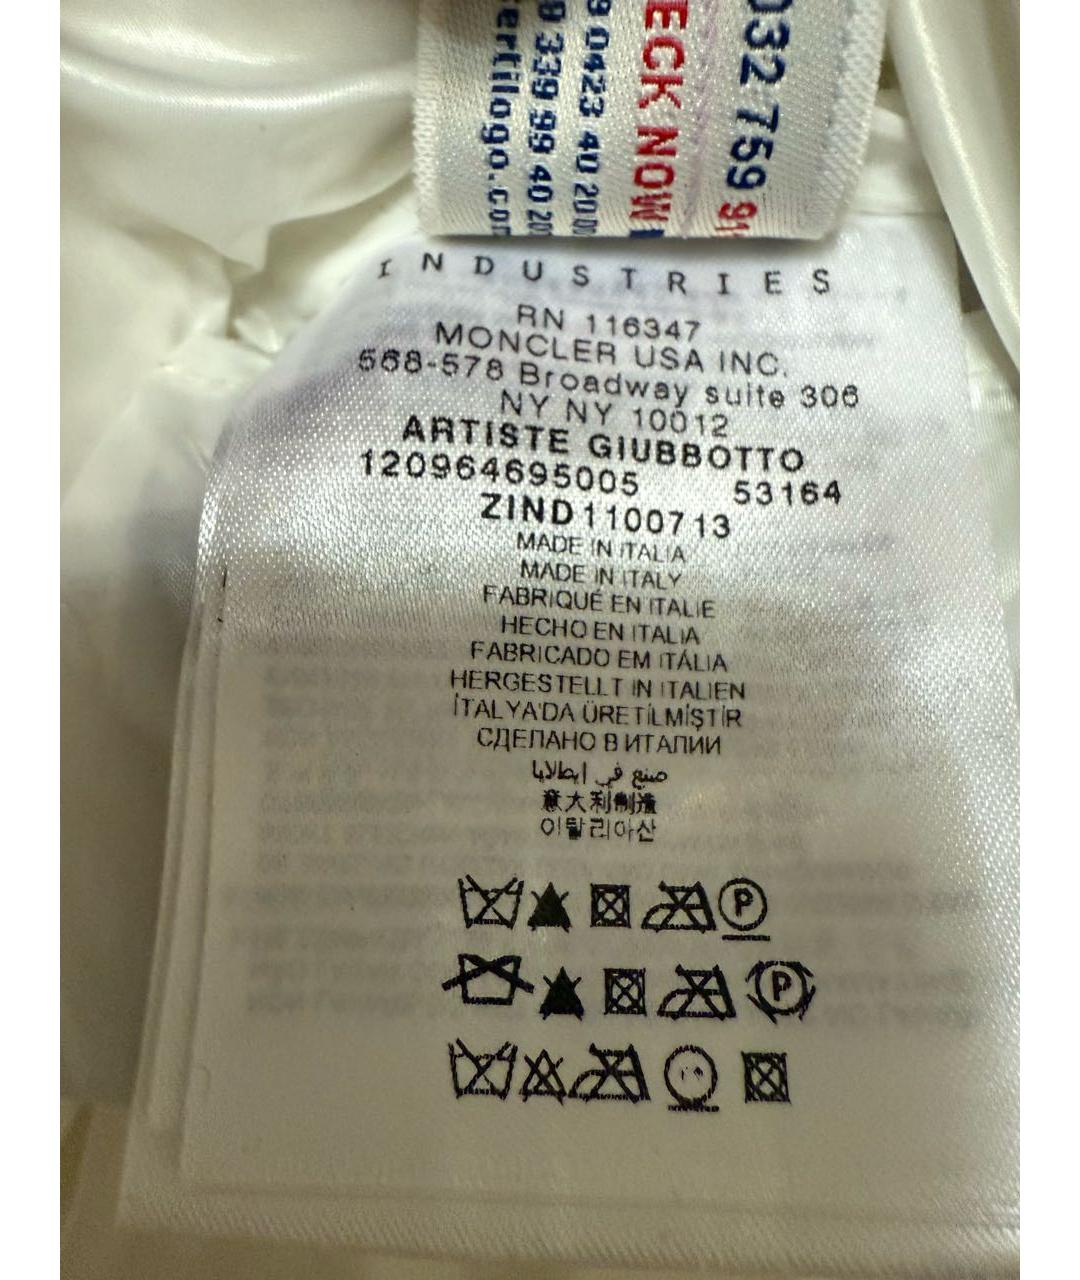 032 759 91
ECK NOW
9 0423 40 20
9 339 99 40 20
certilogo.com
INDUSTRIES
RN 116347
MONCLER USA INC.
568-578 Broadway suite 306
NY NY 10012
ARTISTE GIUBBOTTO
120964695005 53164
ZIND1100713
MADE IN ITALIA
MADE IN ITALY
FABRIQUÉ EN ITALIE
HECHO EN ITALIA
FABRICADO EM ITÁLIA
HERGESTELLT IN ITALIEN
İTALYA'DA ÜRETİLMİŞTİR
СДЕЛАНО В ИТАЛИИ
صنع في إيطاليا
意大利制造
이탈리아산
P
P